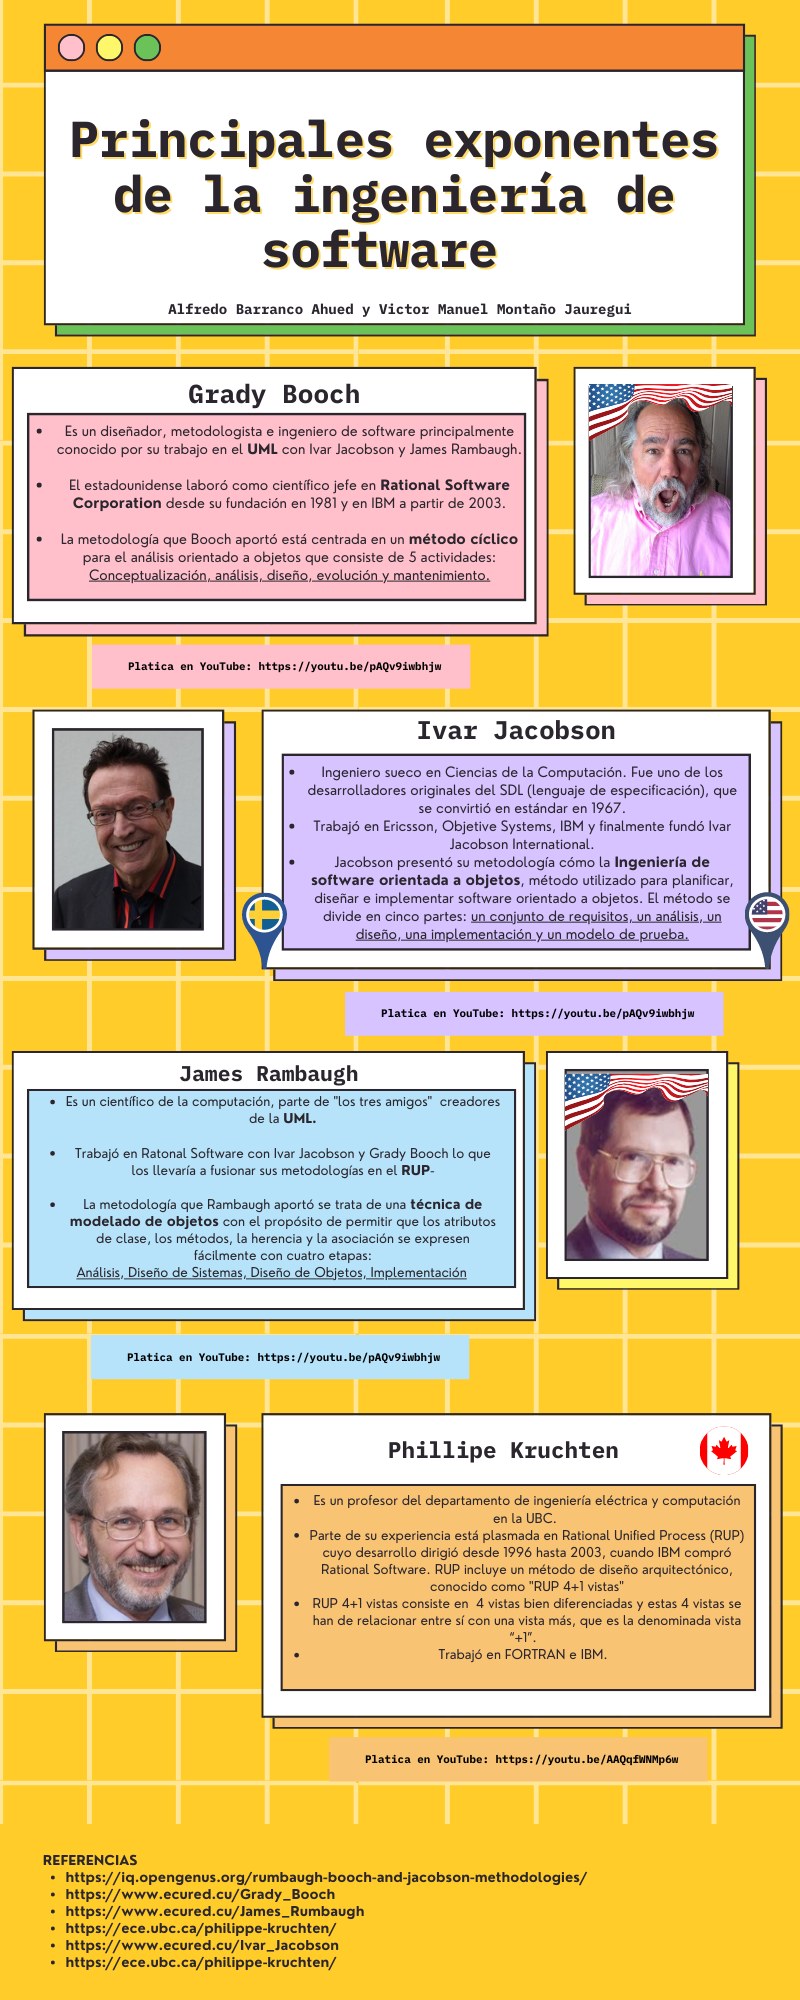 Principales exponentes
de la ingeniería de
software
Alfredo Barranco Ahued y Victor Manuel Montaño Jauregui
Grady Booch
• Es un diseñador, metodologista e ingeniero de software principalmente
conocido por su trabajo en el UML con Ivar Jacobson y James Rambaugh.
• El estadounidense laboró como científico jefe en Rational Software
Corporation desde su fundación en 1981 y en IBM a partir de 2003.
• La metodología que Booch aportó está centrada en un método cíclico
para el análisis orientado a objetos que consiste de 5 actividades:
Conceptualización, análisis, diseño, evolución y mantenimiento.
Platica en YouTube: https://youtu.be/pAQv9iwbhjw
Ivar Jacobson
• Ingeniero sueco en Ciencias de la Computación. Fue uno de los
desarrolladores originales del SDL (lenguaje de especificación), que
se convirtió en estándar en 1967.
• Trabajó en Ericsson, Objetive Systems, IBM y finalmente fundó Ivar
Jacobson International.
• Jacobson presentó su metodología cómo la Ingeniería de
software orientada a objetos, método utilizado para planificar,
diseñar e implementar software orientado a objetos. El método se
divide en cinco partes: un conjunto de requisitos, un análisis, un
diseño, una implementación y un modelo de prueba.
Platica en YouTube: https://youtu.be/pAQv9iwbhjw
James Rambaugh
• Es un científico de la computación, parte de "los tres amigos"  creadores
de la UML.
• Trabajó en Ratonal Software con Ivar Jacobson y Grady Booch lo que
los llevaría a fusionar sus metodologías en el RUP-
• La metodología que Rambaugh aportó se trata de una técnica de
modelado de objetos con el propósito de permitir que los atributos
de clase, los métodos, la herencia y la asociación se expresen
fácilmente con cuatro etapas:
Análisis, Diseño de Sistemas, Diseño de Objetos, Implementación
Platica en YouTube: https://youtu.be/pAQv9iwbhjw
Phillipe Kruchten
• Es un profesor del departamento de ingeniería eléctrica y computación
en la UBC.
• Parte de su experiencia está plasmada en Rational Unified Process (RUP)
cuyo desarrollo dirigió desde 1996 hasta 2003, cuando IBM compró
Rational Software. RUP incluye un método de diseño arquitectónico,
conocido como "RUP 4+1 vistas"
• RUP 4+1 vistas consiste en  4 vistas bien diferenciadas y estas 4 vistas se
han de relacionar entre sí con una vista más, que es la denominada vista
“+1”.
• Trabajó en FORTRAN e IBM.
Platica en YouTube: https://youtu.be/AAQqfWNMp6w
REFERENCIAS
• https://iq.opengenus.org/rumbaugh-booch-and-jacobson-methodologies/
• https://www.ecured.cu/Grady_Booch
• https://www.ecured.cu/James_Rumbaugh
• https://ece.ubc.ca/philippe-kruchten/
• https://www.ecured.cu/Ivar_Jacobson
• https://ece.ubc.ca/philippe-kruchten/